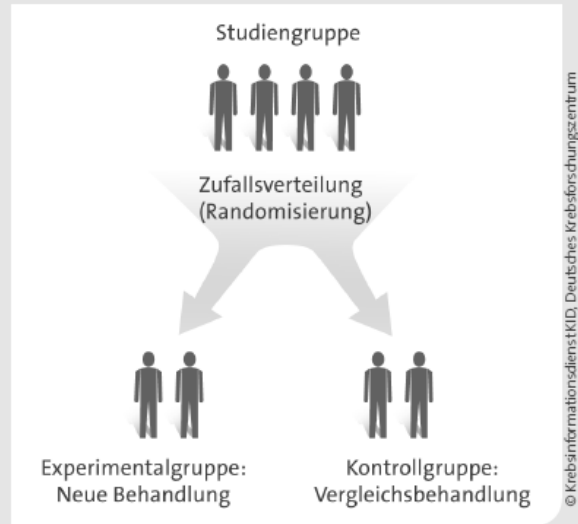 Studiengruppe
Zufallsverteilung
(Randomisierung)
Experimentalgruppe:
Neue Behandlung
Kontrollgruppe:
Vergleichsbehandlung
© Krebsinformationsdienst KID, Deutsches Krebsforschungszentrum